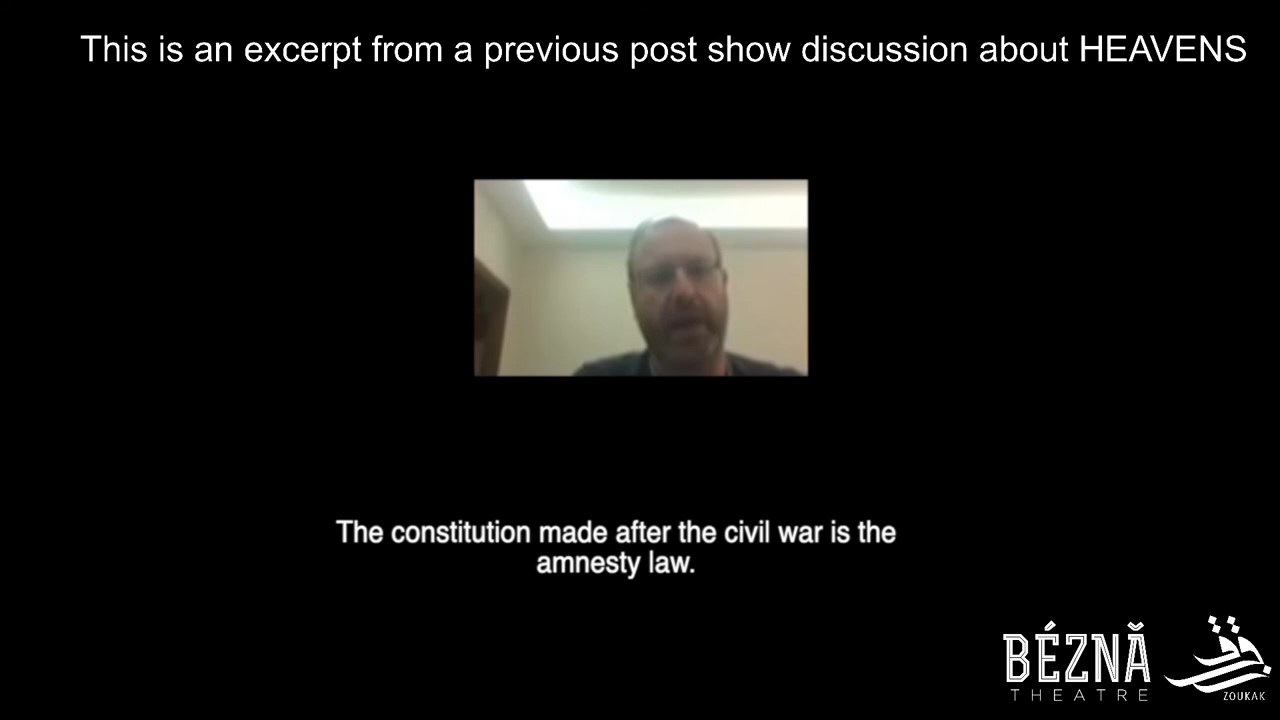 This is an excerpt from a previous post show discussion about HEAVENS
The constitution made after the civil war is the
amnesty law.
BÉZNĂ
THEATRE
ZOUKAK